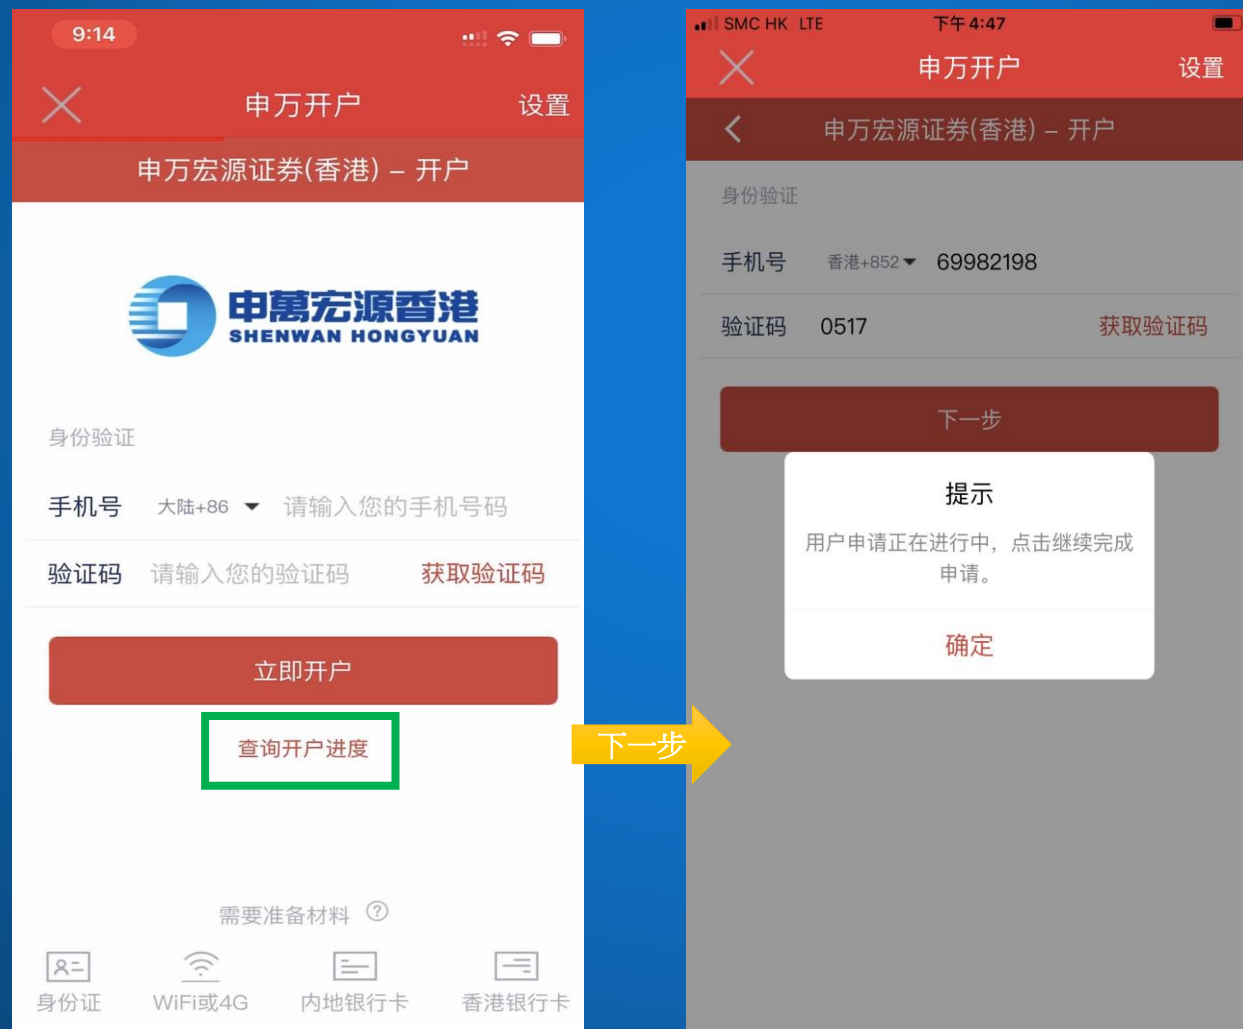 9:14
申万开户
设置
申万宏源证券(香港) – 开户
申萬宏源香港
SHENWAN HONGYUAN
身份验证
手机号 大陆+86 请输入您的手机号码
验证码 请输入您的验证码 获取验证码
立即开户
查询开户进度
需要准备材料 ?
身份证 WiFi或4G 内地银行卡 香港银行卡
下一步
SMC HK LTE 下午4:47
申万开户 设置
申万宏源证券(香港) – 开户
身份验证
手机号 香港+852 69982198
验证码 0517 获取验证码
下一步
提示
用户申请正在进行中，点击继续完成
申请。
确定